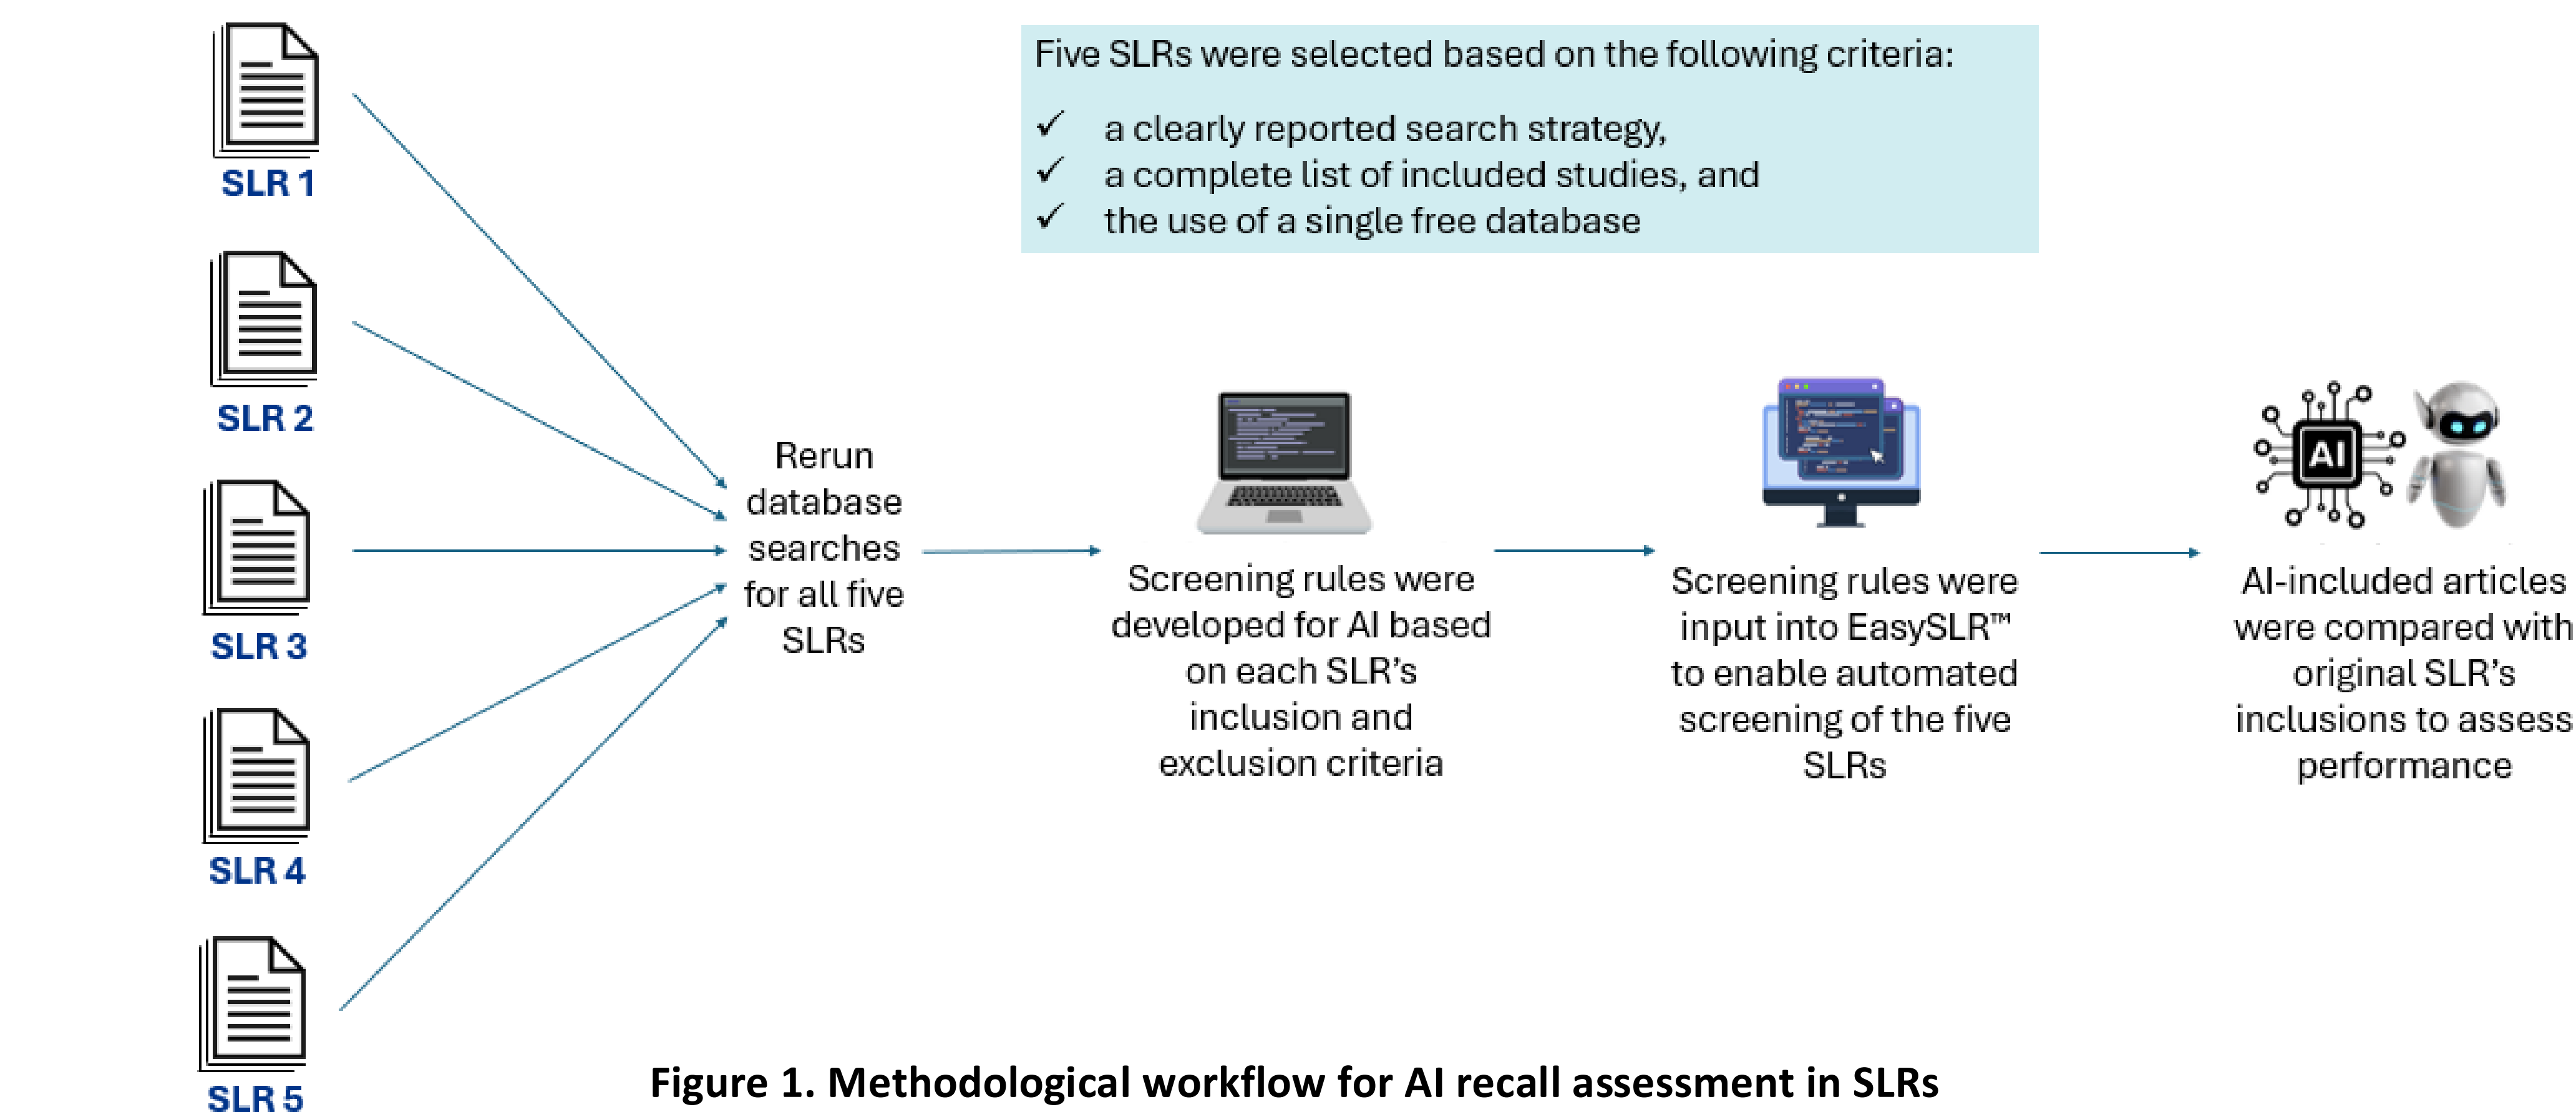 Five SLRs were selected based on the following criteria:
✓ a clearly reported search strategy,
✓ a complete list of included studies, and
✓ the use of a single free database
SLR 1
SLR 2
SLR 3
SLR 4
SLR 5
Rerun
database
searches
for all five
SLRs
Screening rules were
developed for AI based
on each SLR’s
inclusion and
exclusion criteria
Screening rules were
input into EasySLR™
to enable automated
screening of the five
SLRs
AI
AI-included articles
were compared with
original SLR’s
inclusions to assess
performance
Figure 1. Methodological workflow for AI recall assessment in SLRs